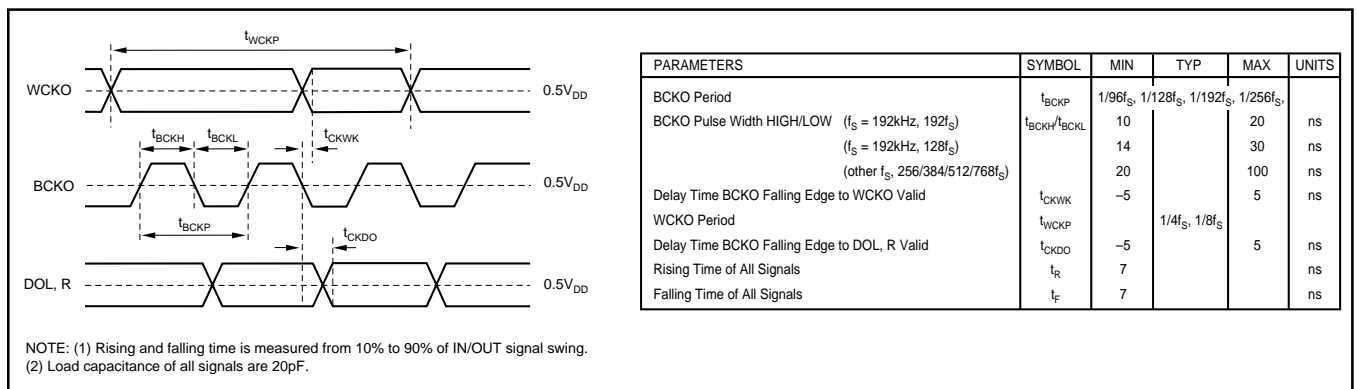 tWCKP
WCKO
0.5VDD
tBCKH
tBCKL
tCKWK
BCKO
0.5VDD
tBCKP
tCKDO
DOL, R
0.5VDD
NOTE: (1) Rising and falling time is measured from 10% to 90% of IN/OUT signal swing.
(2) Load capacitance of all signals are 20pF.
PARAMETERS SYMBOL MIN TYP MAX UNITS
BCKO Period tBCKP 1/96fS, 1/128fS, 1/192fS, 1/256fS,
BCKO Pulse Width HIGH/LOW (fS = 192kHz, 192fS) tBCKH/tBCKL 10 20 ns
(fS = 192kHz, 128fS) 14 30 ns
(other fS, 256/384/512/768fS) 20 100 ns
Delay Time BCKO Falling Edge to WCKO Valid tCKWK –5 5 ns
WCKO Period tWCKP 1/4fS, 1/8fS
Delay Time BCKO Falling Edge to DOL, R Valid tCKDO –5 5 ns
Rising Time of All Signals tR 7 ns
Falling Time of All Signals tF 7 ns